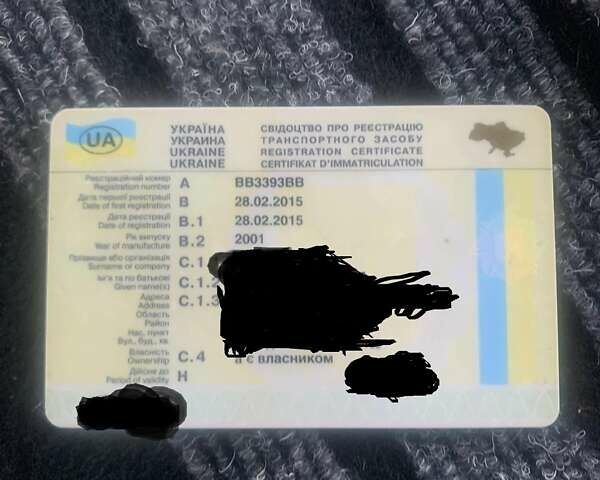 UA
УКРАЇНА СВІДОЦТВО ПРО РЕЄСТРАЦІЮ
УКРАИНА ТРАНСПОРТНОГО ЗАСОБУ
UKRAINE REGISTRATION CERTIFICATE
UKRAINE CERTIFIKAT D'IMMATRICULATION
Реєстраційний номер
Registration number A BB3393BB
Дата першої реєстрації
Date of first registration B 28.02.2015
Дата реєстрації
Date of registration B.1 28.02.2015
Рік випуску
Year of manufacture B.2 2001
Прізвище або організація
Surname or company C.1
Ім'я та по батькові
Given name(s) C.1.2
Адреса
Address C.1.3
Область
Район
Нас. пункт
Вул., буд., кв.
Власність
Ownership C.4 є власником
Дійсне до
Period of validity H